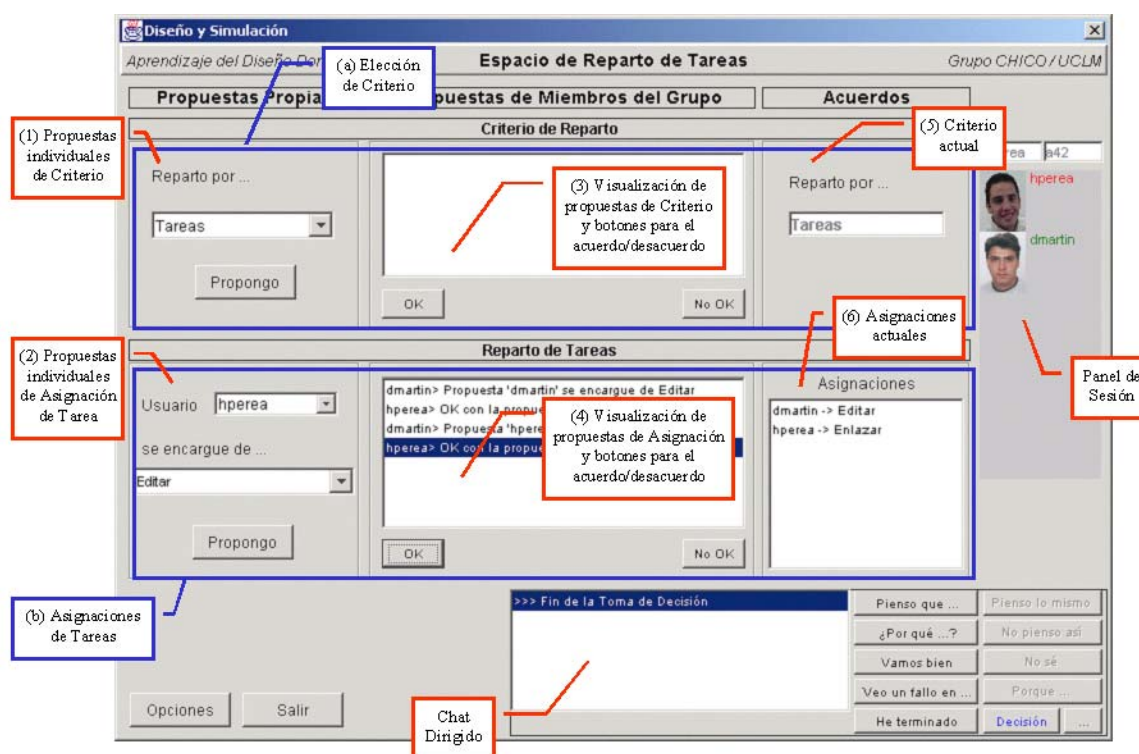 Diseño y Simulación
Aprendizaje del Diseño
Espacio de Reparto de Tareas
Grupo CHICO / UCLM
(a) Elección
de Criterio
Propuestas
de Miembros del Grupo
Acuerdos
Criterio de Reparto
(1) Propuestas
individuales
de Criterio
(5) Criterio
actual
a42
Reparto por ...
Tareas
Propongo
(3) Visualización de
propuestas de Criterio
y botones para el
acuerdo/desacuerdo
OK
No OK
Reparto por ...
Tareas
hperea
dmartin
(6) Asignaciones
actuales
Reparto de Tareas
(2) Propuestas
individuales
de Asignación
de Tarea
Usuario
hperea
se encargue de ...
Editar
Propongo
dmartin> Propuesta 'dmartin' se encargue de Editar
hperea> OK con la
dmartin> Propuesta
hperea> OK con la
(4) Visualización de
propuestas de Asignación
y botones para el
acuerdo/desacuerdo
OK
No OK
Asignaciones
dmartin -> Editar
hperea -> Enlazar
Panel de
Sesión
(b) Asignaciones
de Tareas
>>> Fin de la Toma de Decisión
Pienso que ...
Pienso lo mismo
¿Por qué ...?
No pienso así
Vamos bien
No sé
Veo un fallo en ...
Porque ...
He terminado
Decisión
...
Opciones
Salir
Chat
Dirigido